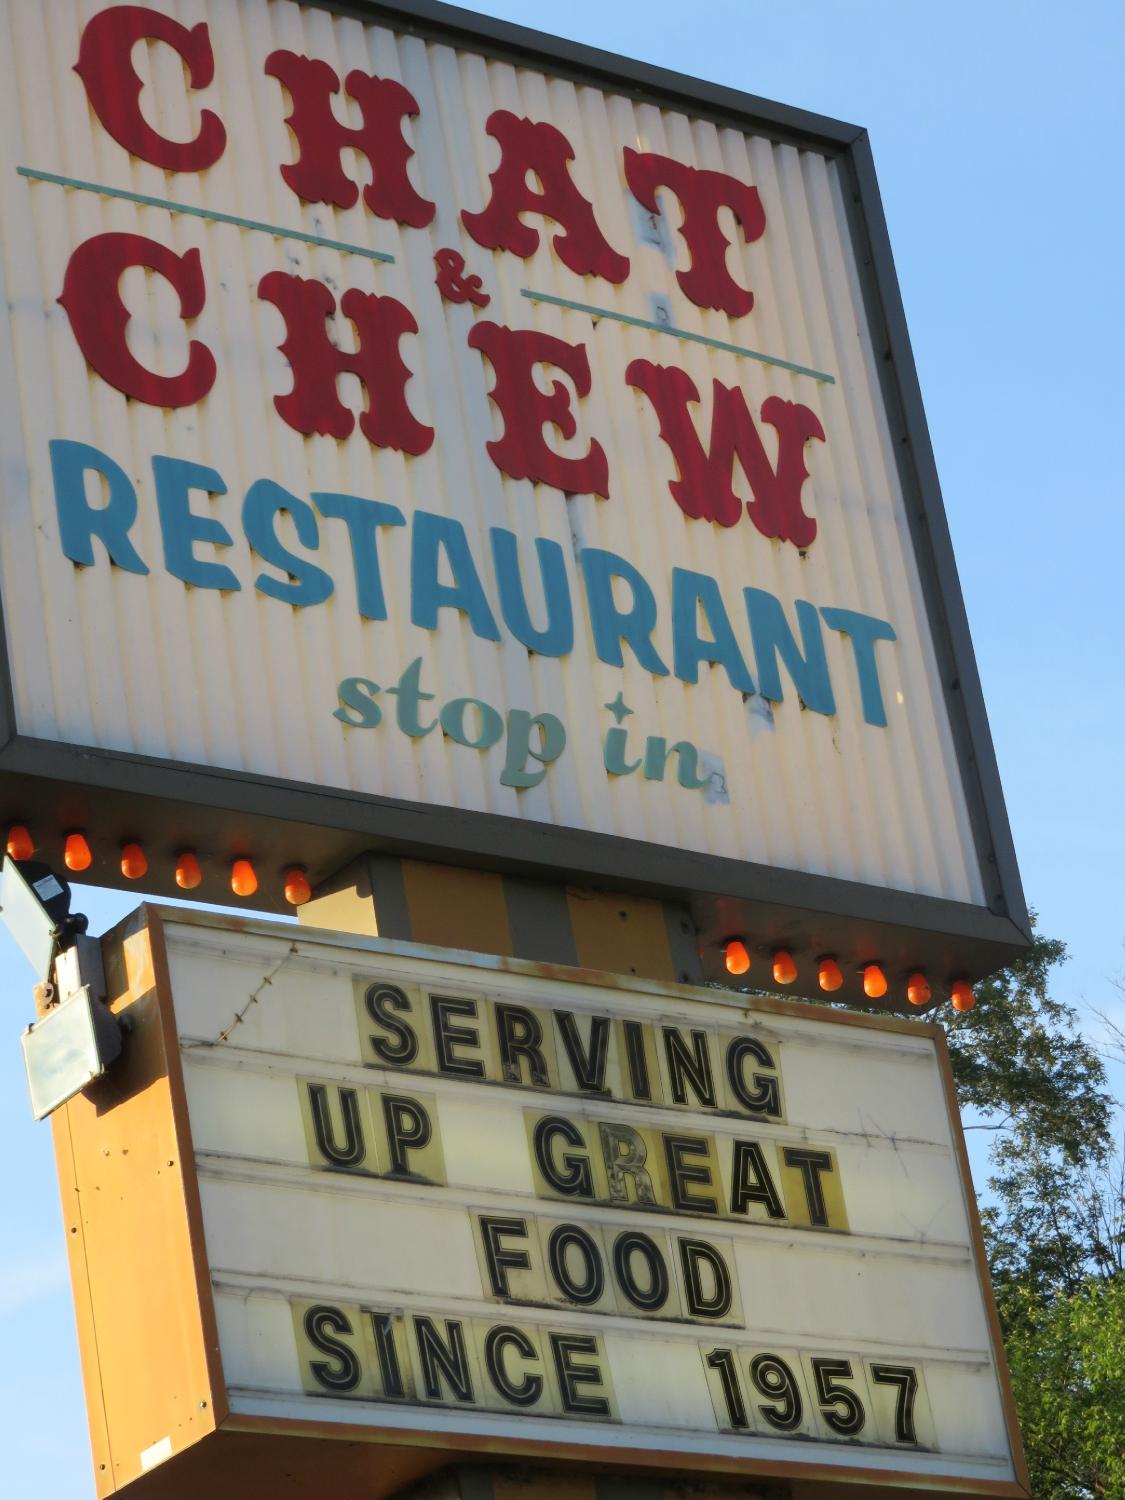 CHAT
&
CHEW
RESTAURANT
stop in
SERVING
UP GREAT
FOOD
SINCE 1957